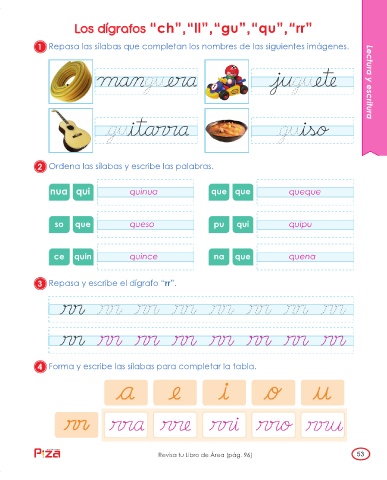 Los dígrafos "ch", "ll", "gu", "qu", "rr"
Lectura y escritura
1 Repasa las sílabas que completan los nombres de las siguientes imágenes.
manguera juguete
guitarra guiso
2 Ordena las sílabas y escribe las palabras.
nua qui quinua que que queque
so que queso pu qui quipu
ce quin quince na que quena
3 Repasa y escribe el dígrafo "rr".
rr rr rr rr rr rr rr rr
rr rr rr rr rr rr rr rr
4 Forma y escribe las sílabas para completar la tabla.
a e i o u
rr rra rre rri rro rru
Revisa tu Libro de Área (pág. 96)
53